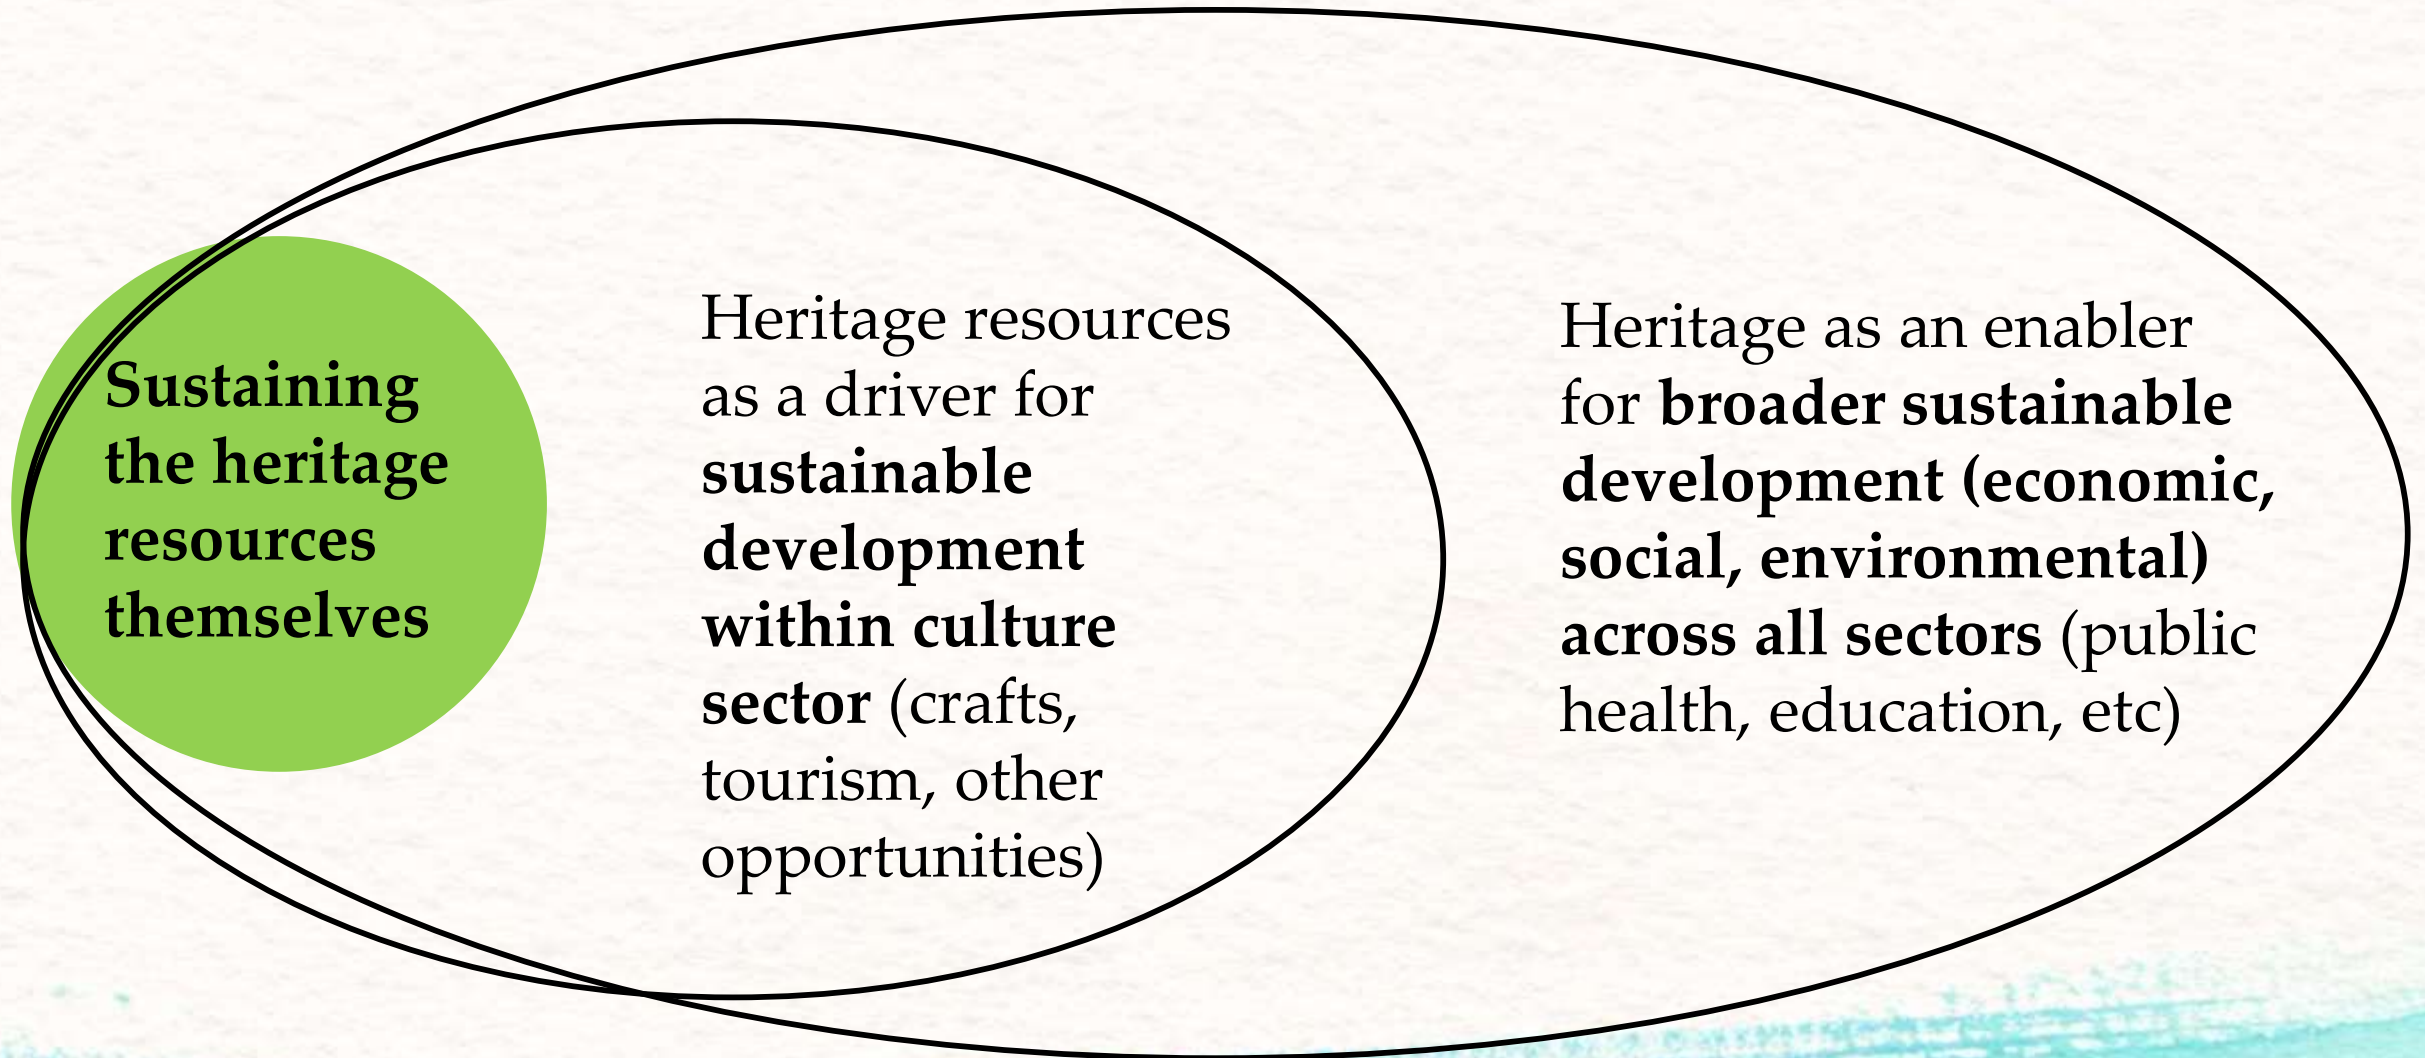 Sustaining
the heritage
resources
themselves
Heritage resources
as a driver for
sustainable
development
within culture
sector (crafts,
tourism, other
opportunities)
Heritage as an enabler
for broader sustainable
development (economic,
social, environmental)
across all sectors (public
health, education, etc)